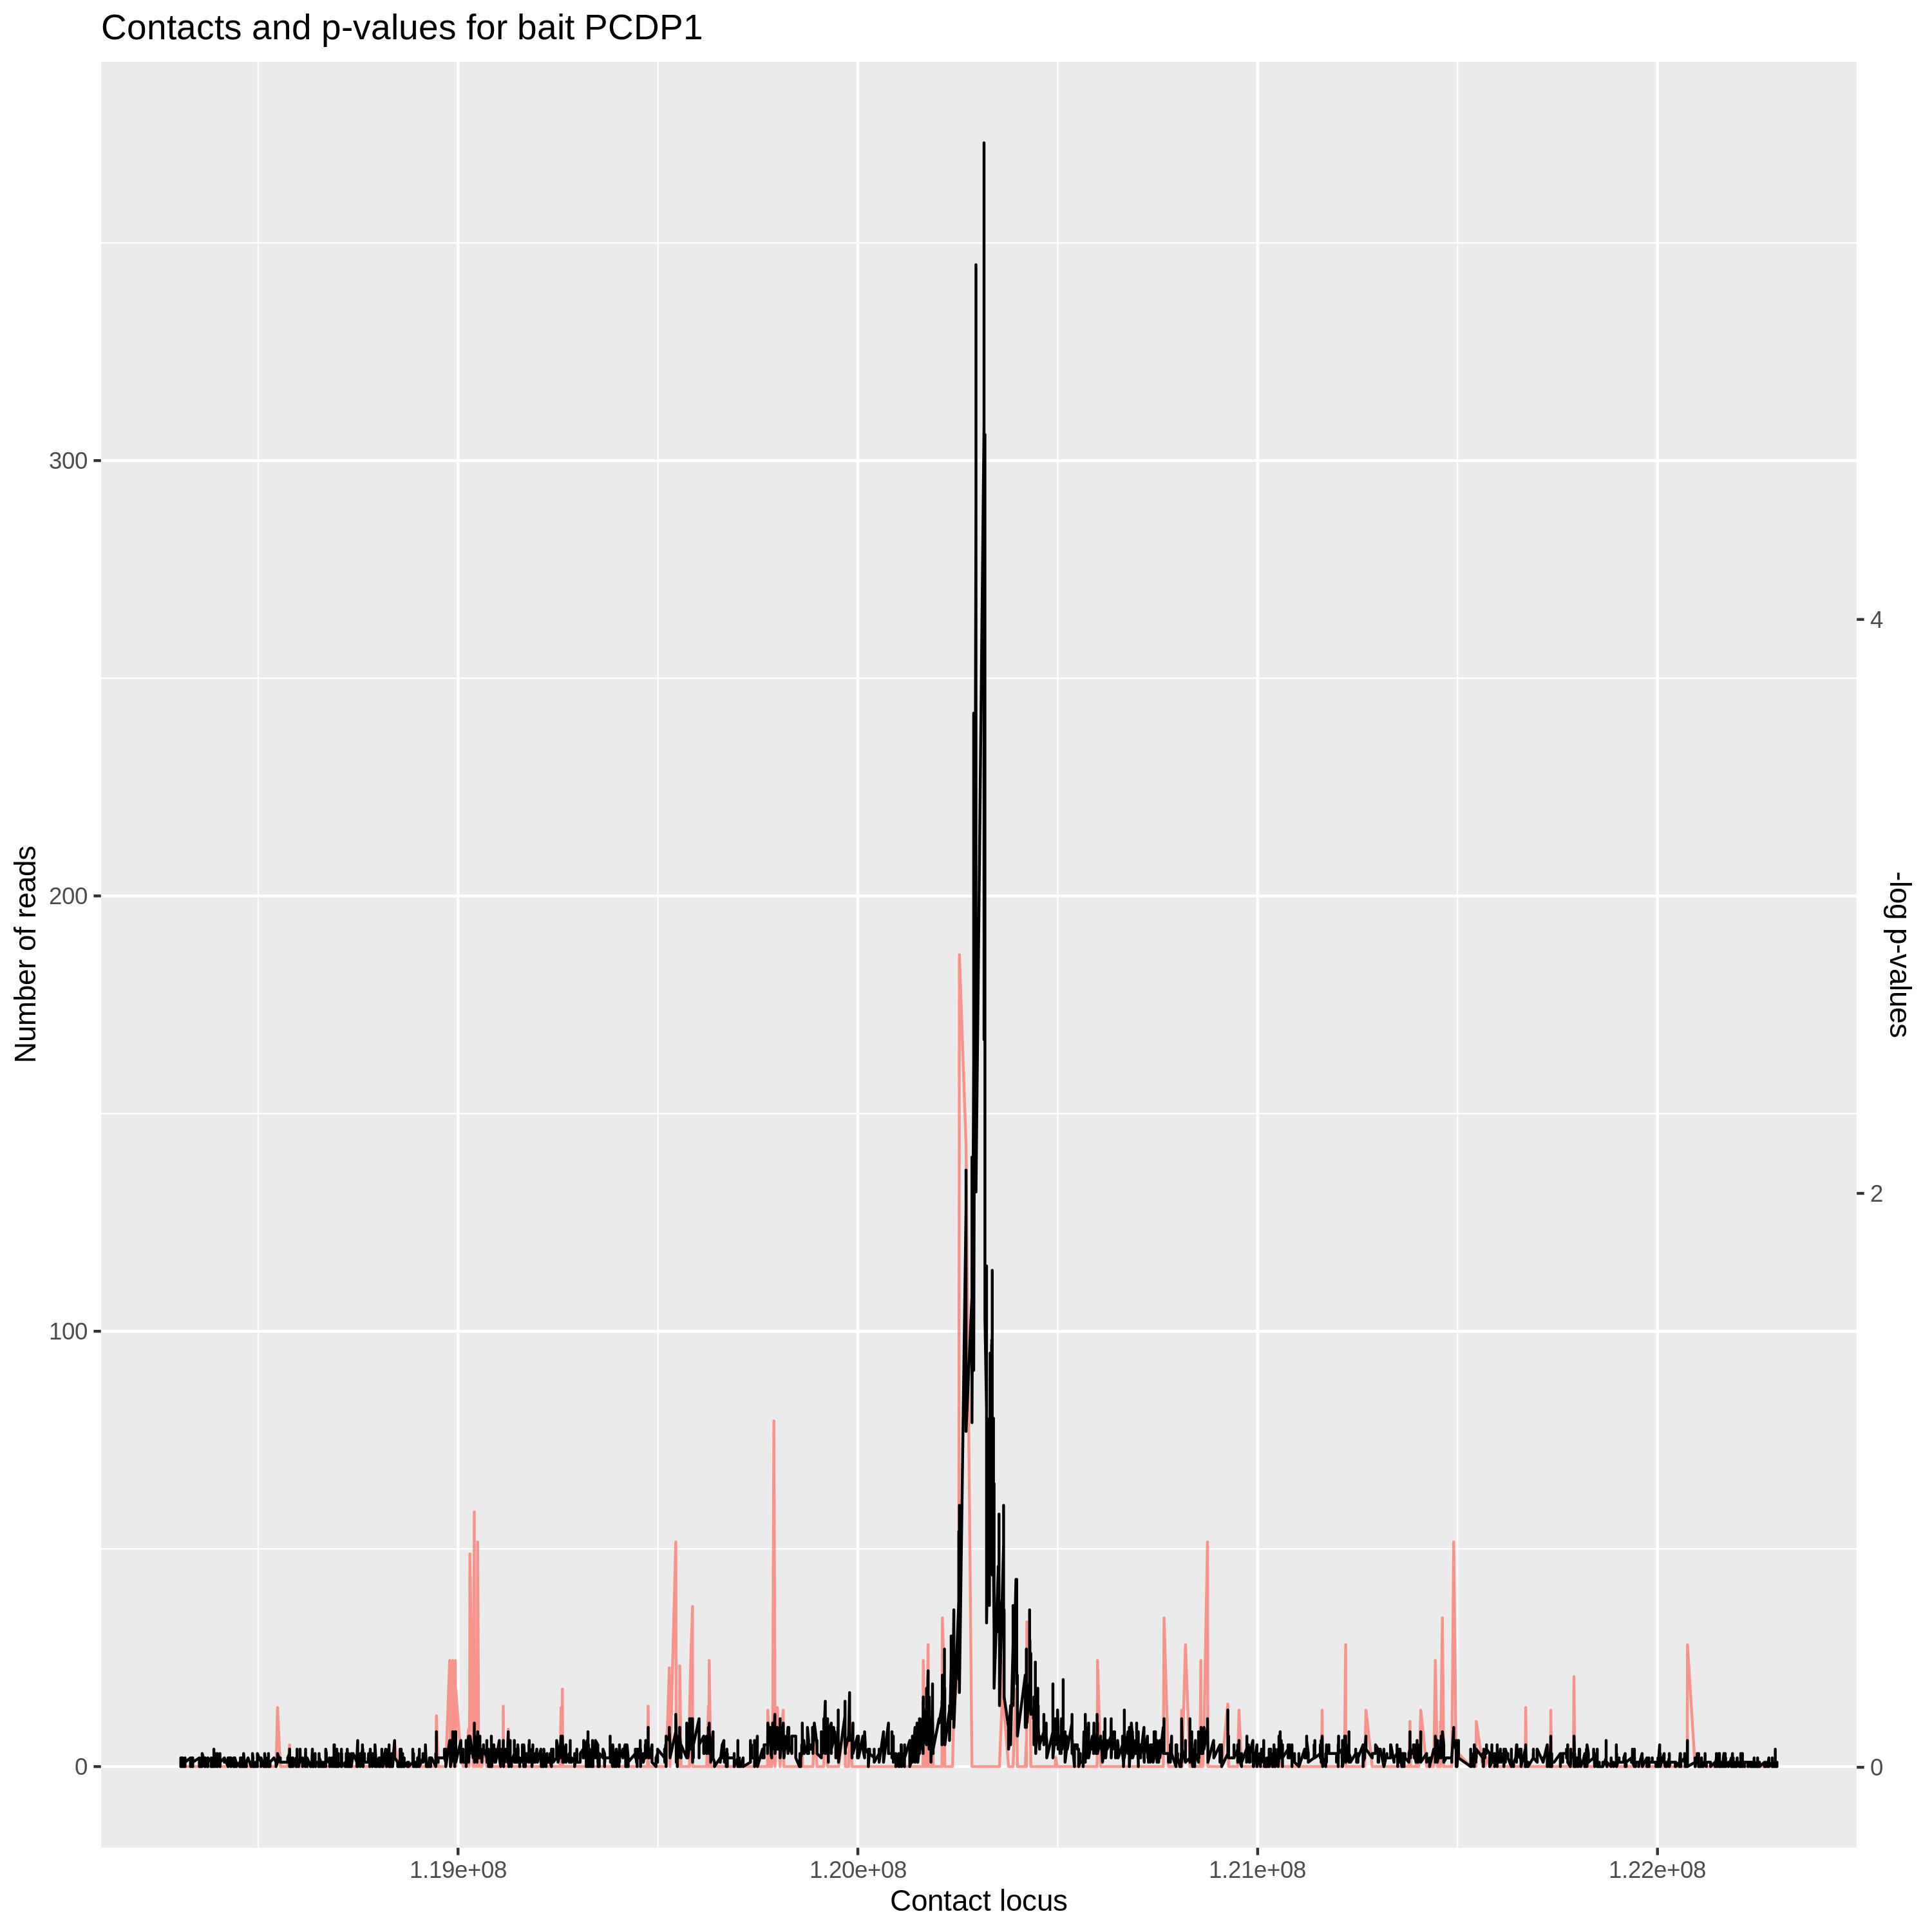 Contacts and p-values for bait PCDP1
Number of reads
300
200
100
0
4
2
0
-log p-values
1.19e+08 1.20e+08 1.21e+08 1.22e+08
Contact locus